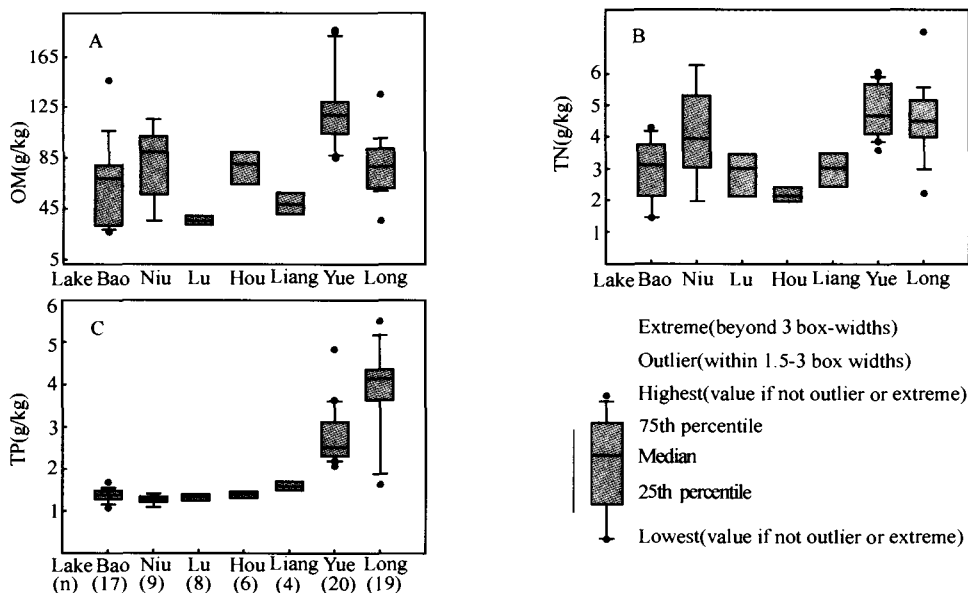 A
OM(g/kg)
165
125
85
45
5
Lake Bao Niu Lu Hou Liang Yue Long
B
TN(g/kg)
6
5
4
3
2
1
Lake Bao Niu Lu Hou Liang Yue Long
C
TP(g/kg)
6
5
4
3
2
1
Lake Bao Niu Lu Hou Liang Yue Long
(n) (17) (9) (8) (6) (4) (20) (19)
Extreme(beyond 3 box-widths)
Outlier(within 1.5-3 box widths)
Highest(value if not outlier or extreme)
75th percentile
Median
25th percentile
Lowest(value if not outlier or extreme)